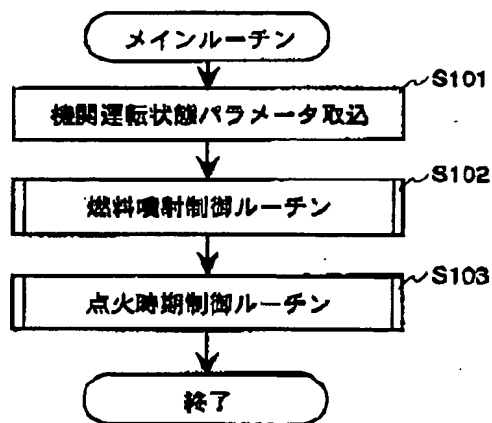 メインルーチン
S101
機関運転状態パラメータ取込
S102
燃料噴射制御ルーチン
S103
点火時期制御ルーチン
終了